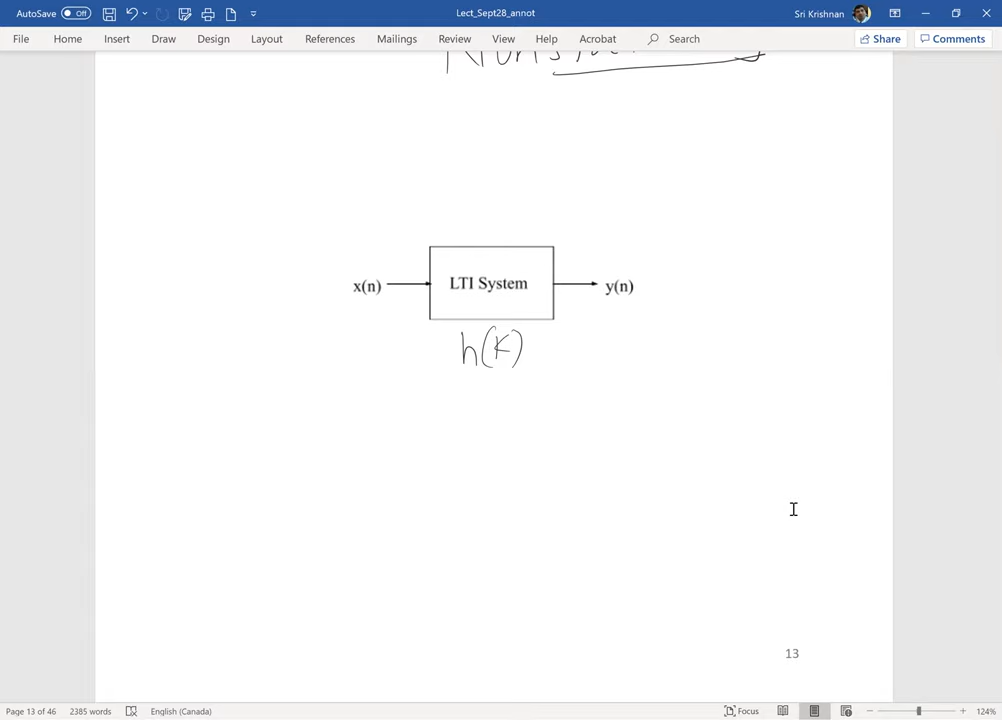 AutoSave Off Lect_Sept28_annot Sri Krishnan
File Home Insert Draw Design Layout References Mailings Review View Help Acrobat Search Share Comments
x(n) LTI System y(n)
h(K)
13
Page 13 of 46 2385 words English (Canada) Focus 124%